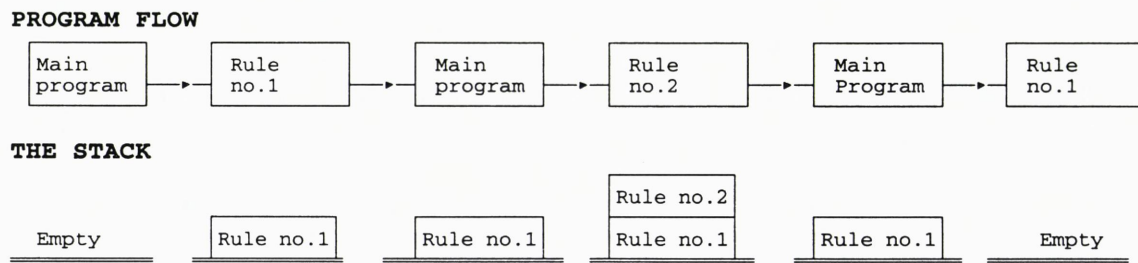 PROGRAM FLOW
Main program
Rule no.1
Main program
Rule no.2
Main Program
Rule no.1
THE STACK
Empty
Rule no.1
Rule no.1
Rule no.2
Rule no.1
Rule no.1
Empty